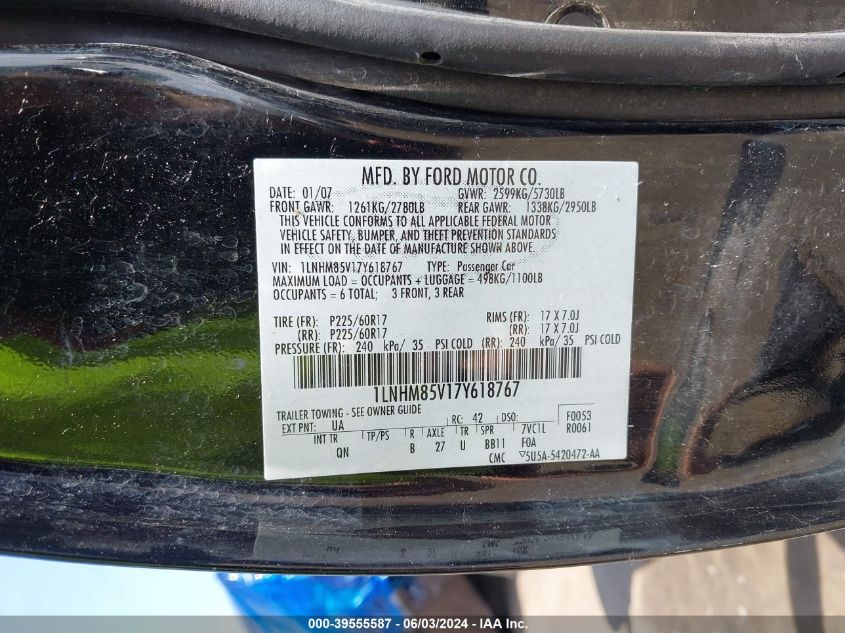 MFD. BY FORD MOTOR CO.
DATE: 01/07 GVWR: 2599KG/5730LB
FRONT GAWR: 1261KG/2780LB REAR GAWR: 1338KG/2950LB
THIS VEHICLE CONFORMS TO ALL APPLICABLE FEDERAL MOTOR
VEHICLE SAFETY, BUMPER, AND THEFT PREVENTION STANDARDS
IN EFFECT ON THE DATE OF MANUFACTURE SHOWN ABOVE.
VIN: 1LNHM85V17Y618767 TYPE: Passenger Car
MAXIMUM LOAD = OCCUPANTS + LUGGAGE = 498KG/1100LB
OCCUPANTS = 6 TOTAL; 3 FRONT, 3 REAR
TIRE (FR): P225/60R17 RIMS (FR): 17 X 7.0J
(RR): P225/60R17 (RR): 17 X 7.0J
PRESSURE (FR): 240 kPa/ 35 PSI COLD (RR): 240 kPa/ 35 PSI COLD
1LNHM85V17Y618767
TRAILER TOWING - SEE OWNER GUIDE F0053
EXT PNT: UA RC: 42 DSO: R0061
INT TR TP/PS R AXLE TR SPR 7VC1L
QN B 27 U BB11 F0A
CMC ▽5U5A-5420472-AA
000-39555587 - 06/03/2024 - IAA Inc.